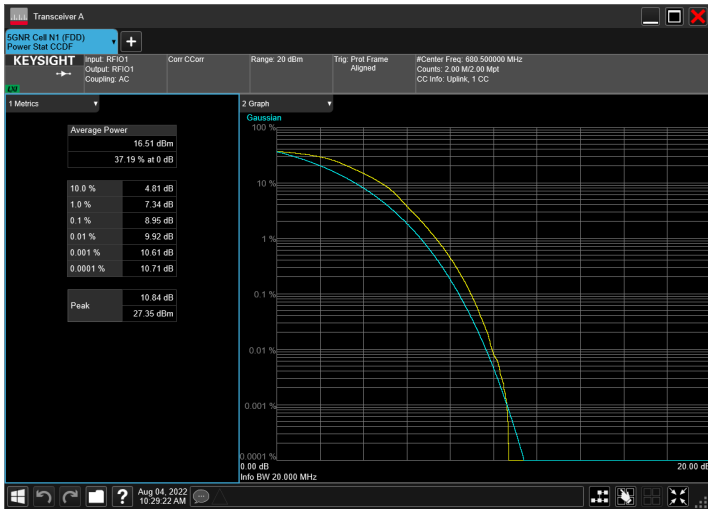 Transceiver A
5GNR Cell N1 (FDD)
Power Stat CCDF
+
KEYSIGHT
LXI
Input: RFIO1
Output: RFIO1
Coupling: AC
Corr CCorr
Range: 20 dBm
Trig: Prot Frame
Aligned
#Center Freq: 680.500000 MHz
Counts: 2.00 M/2.00 Mpt
CC Info: Uplink, 1 CC
1 Metrics
Average Power
16.51 dBm
37.19 % at 0 dB
10.0 % 4.81 dB
1.0 % 7.34 dB
0.1 % 8.95 dB
0.01 % 9.92 dB
0.001 % 10.61 dB
0.0001 % 10.71 dB
Peak 10.84 dB
27.35 dBm
2 Graph
Gaussian
100 %
10 %
1 %
0.1 %
0.01 %
0.001 %
0.0001 %
0.00 dB 20.00 dB
Info BW 20.000 MHz
?
Aug 04, 2022
10:29:22 AM